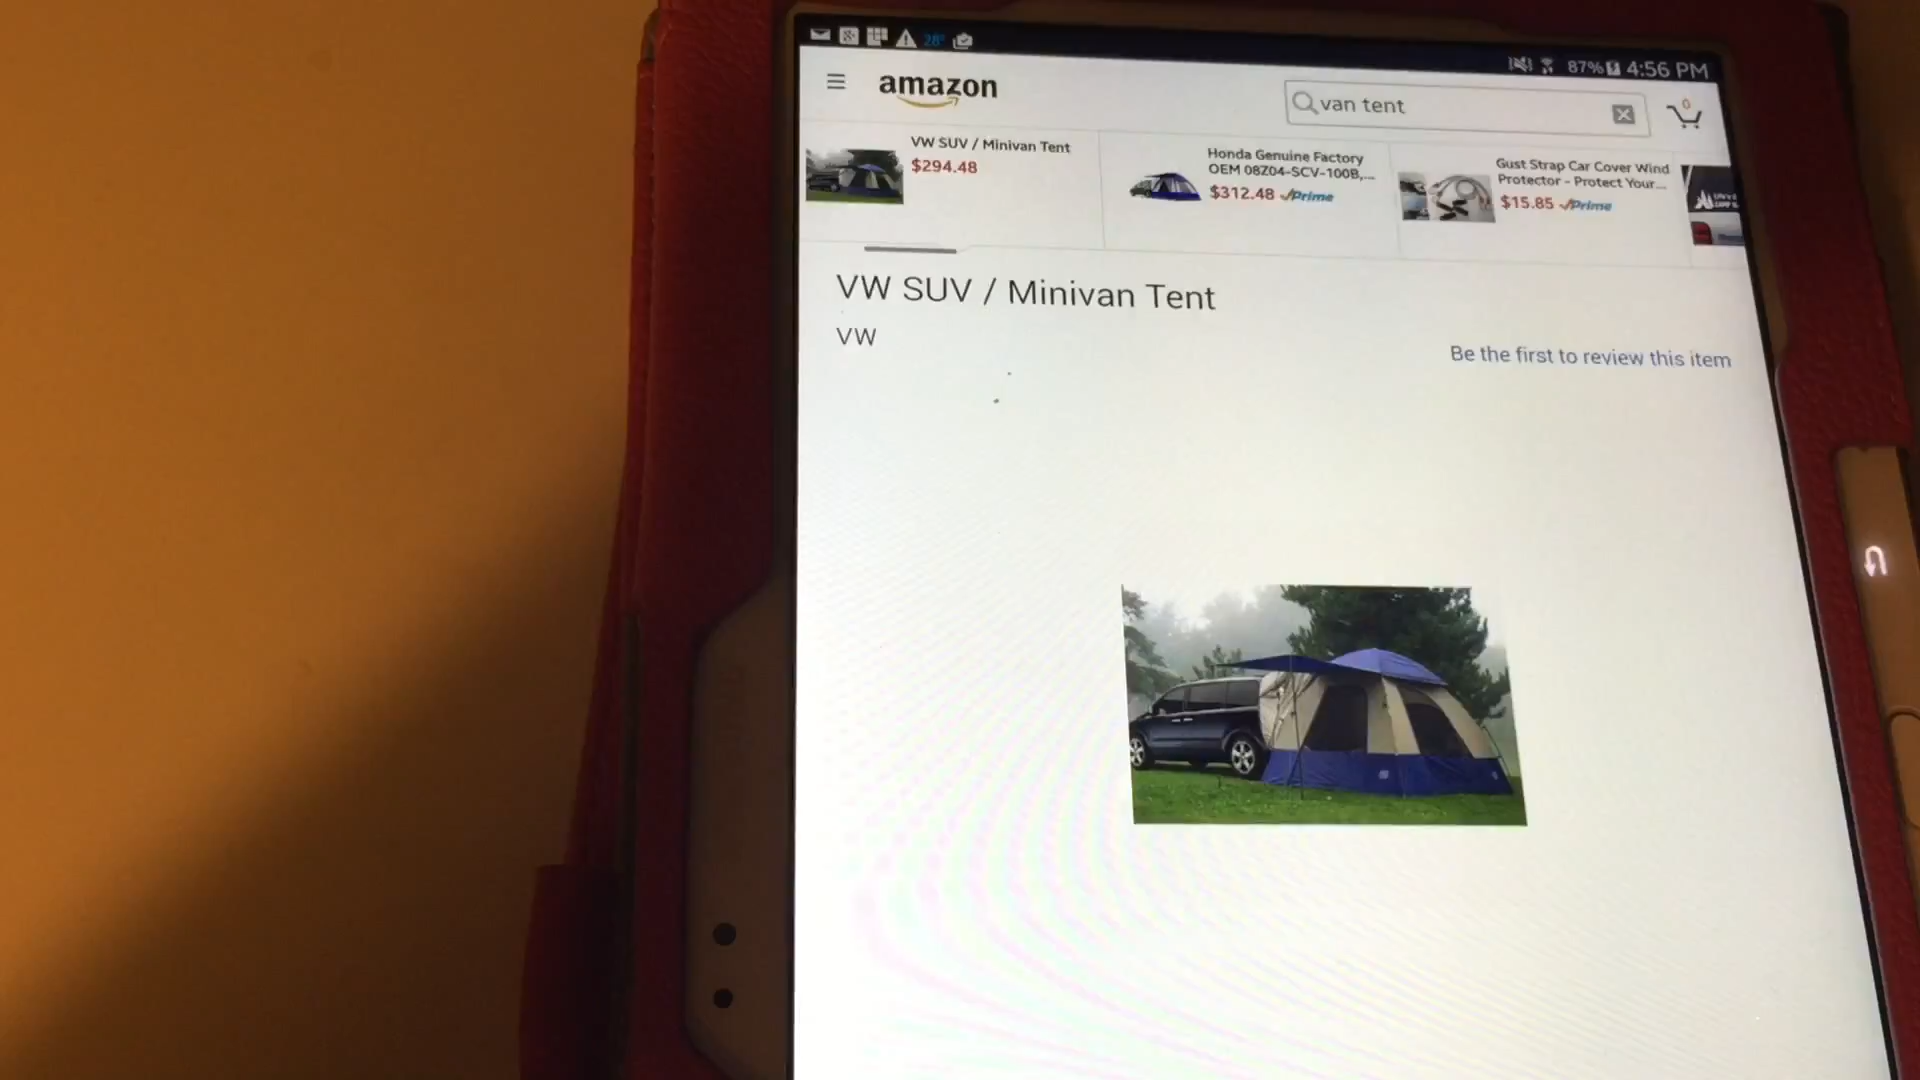 28°
87% 4:56 PM
amazon
van tent
0
VW SUV / Minivan Tent
$294.48
Honda Genuine Factory
OEM 08Z04-SCV-100B,...
$312.48 Prime
Gust Strap Car Cover Wind
Protector - Protect Your...
$15.85 Prime
VW SUV / Minivan Tent
VW
Be the first to review this item